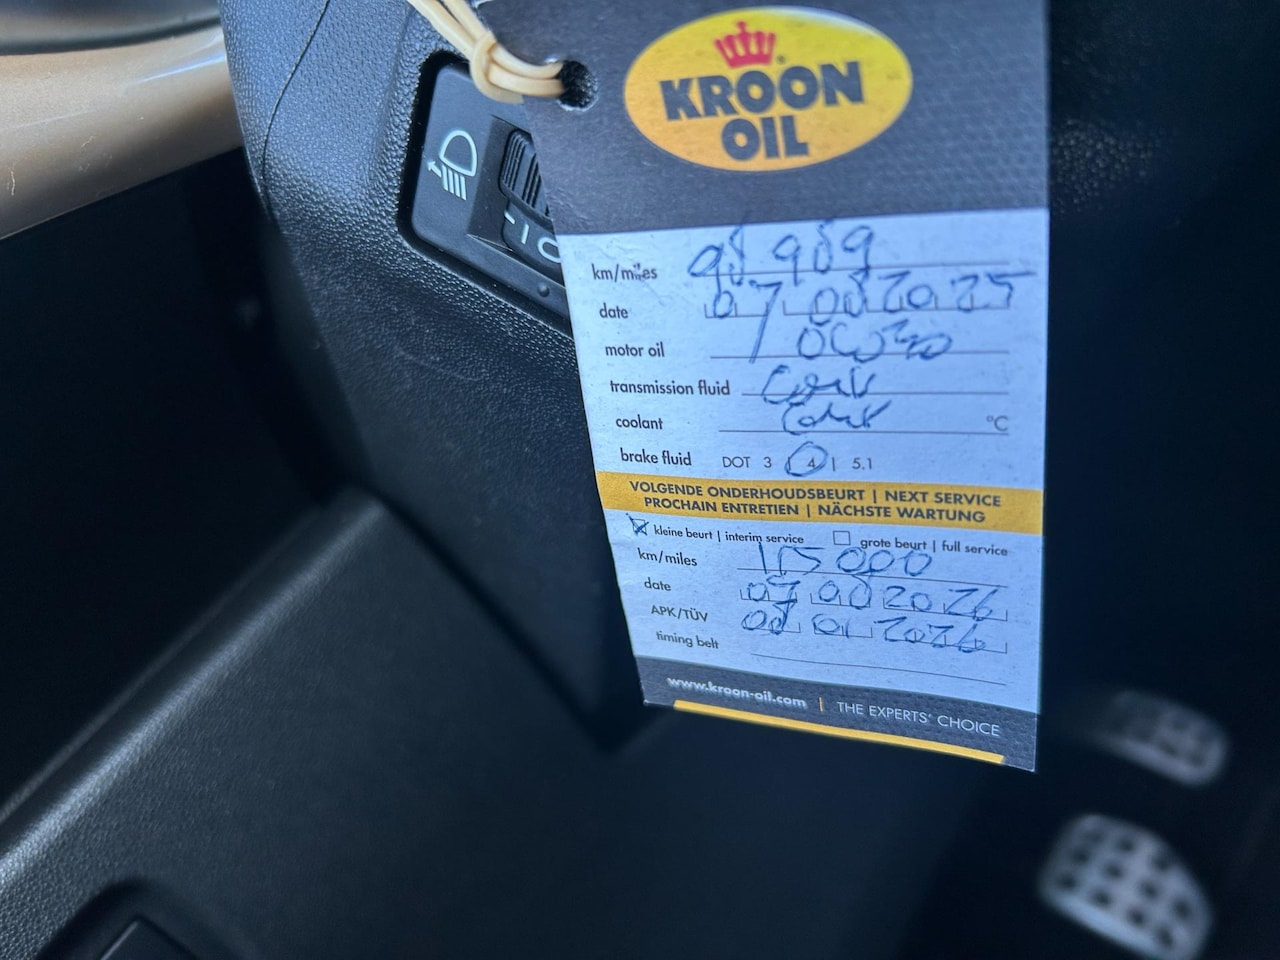 KROON
OIL
km/miles 98 989
date 07 08 2025
motor oil 0W30
transmission fluid
coolant °C
brake fluid DOT 3 | 4 | 5.1
VOLGENDE ONDERHOUDSBEURT | NEXT SERVICE
PROCHAIN ENTRETIEN | NÄCHSTE WARTUNG
kleine beurt | interim service grote beurt | full service
km/miles 115000
date 07 08 2026
APK/TÜV 08 01 2026
timing belt
www.kroon-oil.com | THE EXPERTS' CHOICE